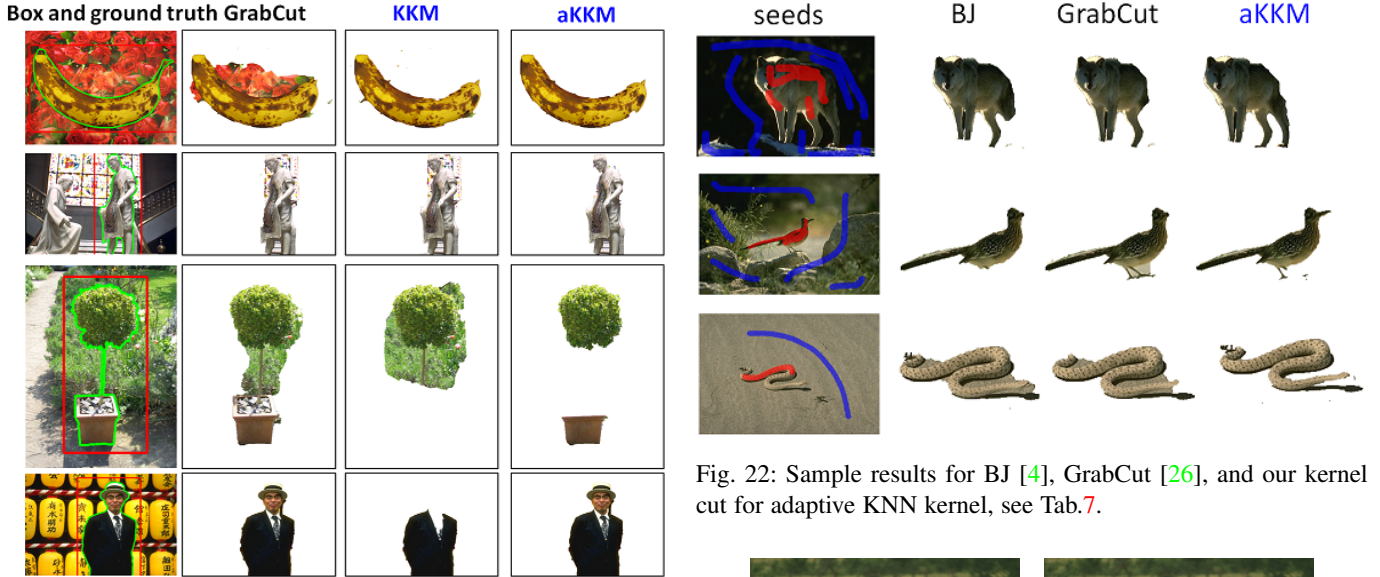 Box and ground truth GrabCut KKM aKKM
seeds BJ GrabCut aKKM
Fig. 22: Sample results for BJ [4], GrabCut [26], and our kernel
cut for adaptive KNN kernel, see Tab.7.